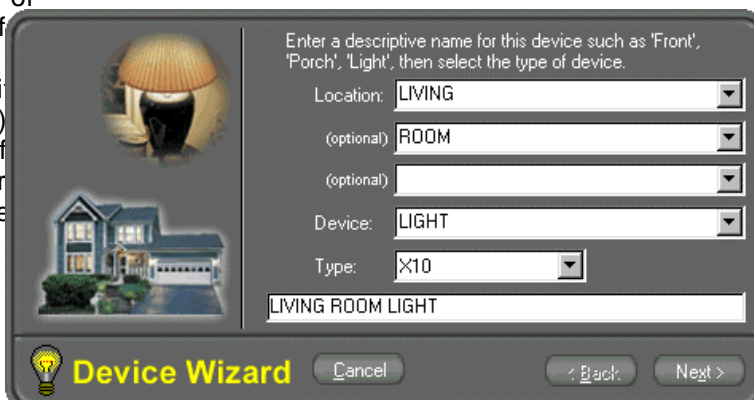 or
f
Enter a descriptive name for this device such as 'Front',
'Porch', 'Light', then select the type of device.
Location: LIVING
(optional) ROOM
(optional)
Device: LIGHT
Type: X10
LIVING ROOM LIGHT
Device Wizard Cancel < Back Next >